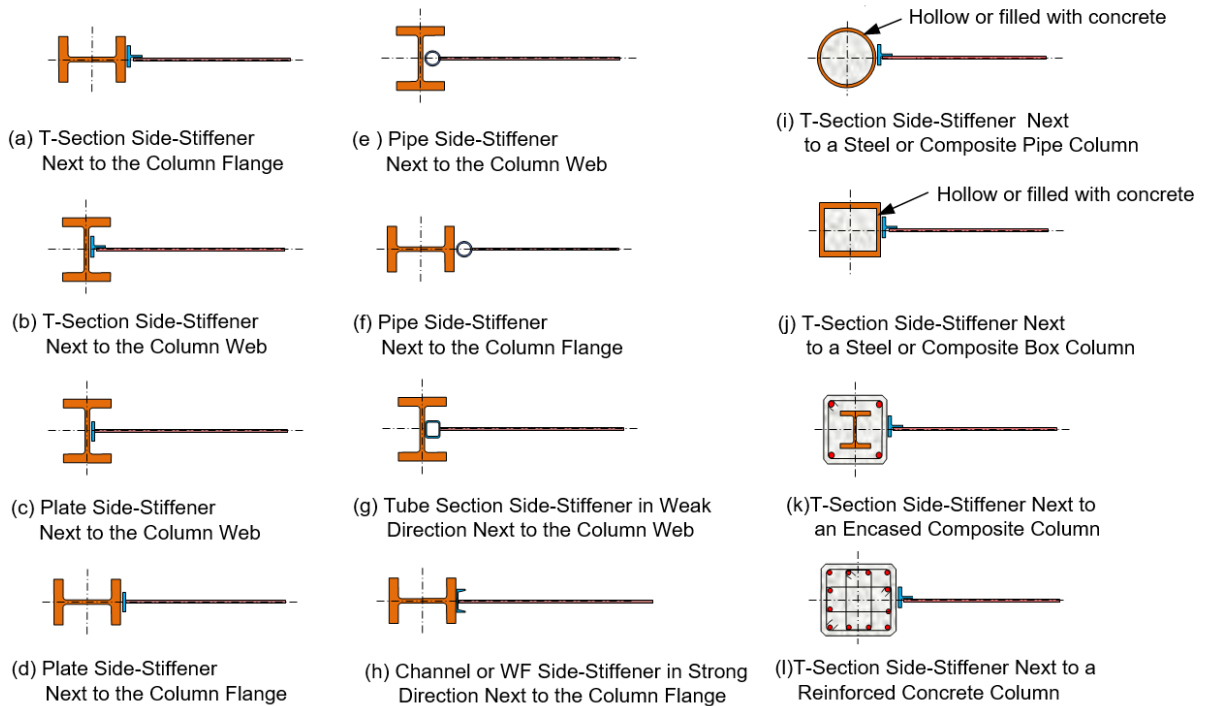 (a) T-Section Side-Stiffener
Next to the Column Flange
(b) T-Section Side-Stiffener
Next to the Column Web
(c) Plate Side-Stiffener
Next to the Column Web
(d) Plate Side-Stiffener
Next to the Column Flange
(e ) Pipe Side-Stiffener
Next to the Column Web
(f) Pipe Side-Stiffener
Next to the Column Flange
(g) Tube Section Side-Stiffener in Weak
Direction Next to the Column Web
(h) Channel or WF Side-Stiffener in Strong
Direction Next to the Column Flange
Hollow or filled with concrete
(i) T-Section Side-Stiffener Next
to a Steel or Composite Pipe Column
Hollow or filled with concrete
(j) T-Section Side-Stiffener Next
to a Steel or Composite Box Column
(k)T-Section Side-Stiffener Next to
an Encased Composite Column
(l)T-Section Side-Stiffener Next to a
Reinforced Concrete Column